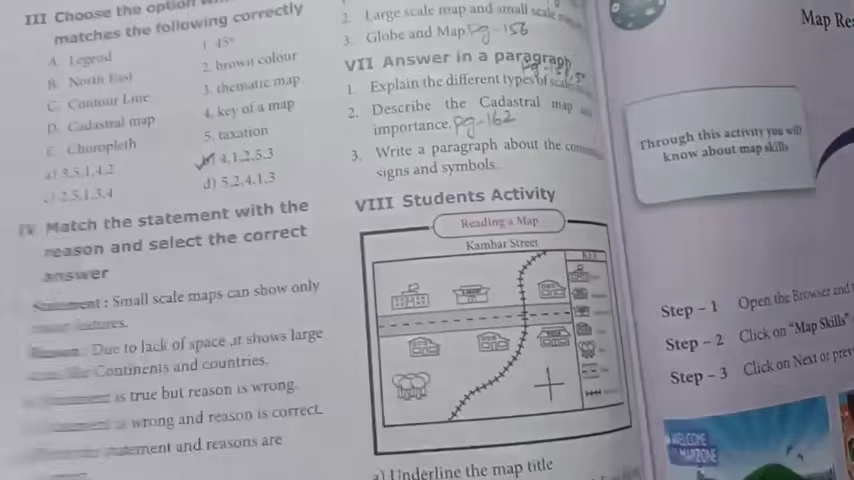 III Choose the option
matches the following correctly
A. Legend
1. 45°
B. North East
2. brown colour
C. Contour Line
3. thematic map
D. Cadastral map
4. key of a map
E. Choropleth
5. taxation
a) 3,5,1,4,2
b) 4,1,2,5,3
c) 2,5,1,3,4
d) 5,2,4,1,3
IV Match the statement with the
reason and select the correct
answer
: Small scale maps can show only
features.
Due to lack of space ,it shows large
Continents and countries.
is true but reason is wrong.
is wrong and reason is correct.
statement and reasons are
2. Large scale map and small scale
3. Globe and Map. Pg-156
VII Answer in a paragraph
1. Explain the different types of
2. Describe the Cadastral map
importance. Pg-162
3. Write a paragraph about the
signs and symbols.
VIII Students Activity
Reading a Map
Kambar Street
KEY
a) Underline the map title
Map
Through this activity you will
know about map skills
Step – 1 Open the Browser and
Step – 2 Click on "Map Skills"
Step – 3 Click on Next or
WELCOME